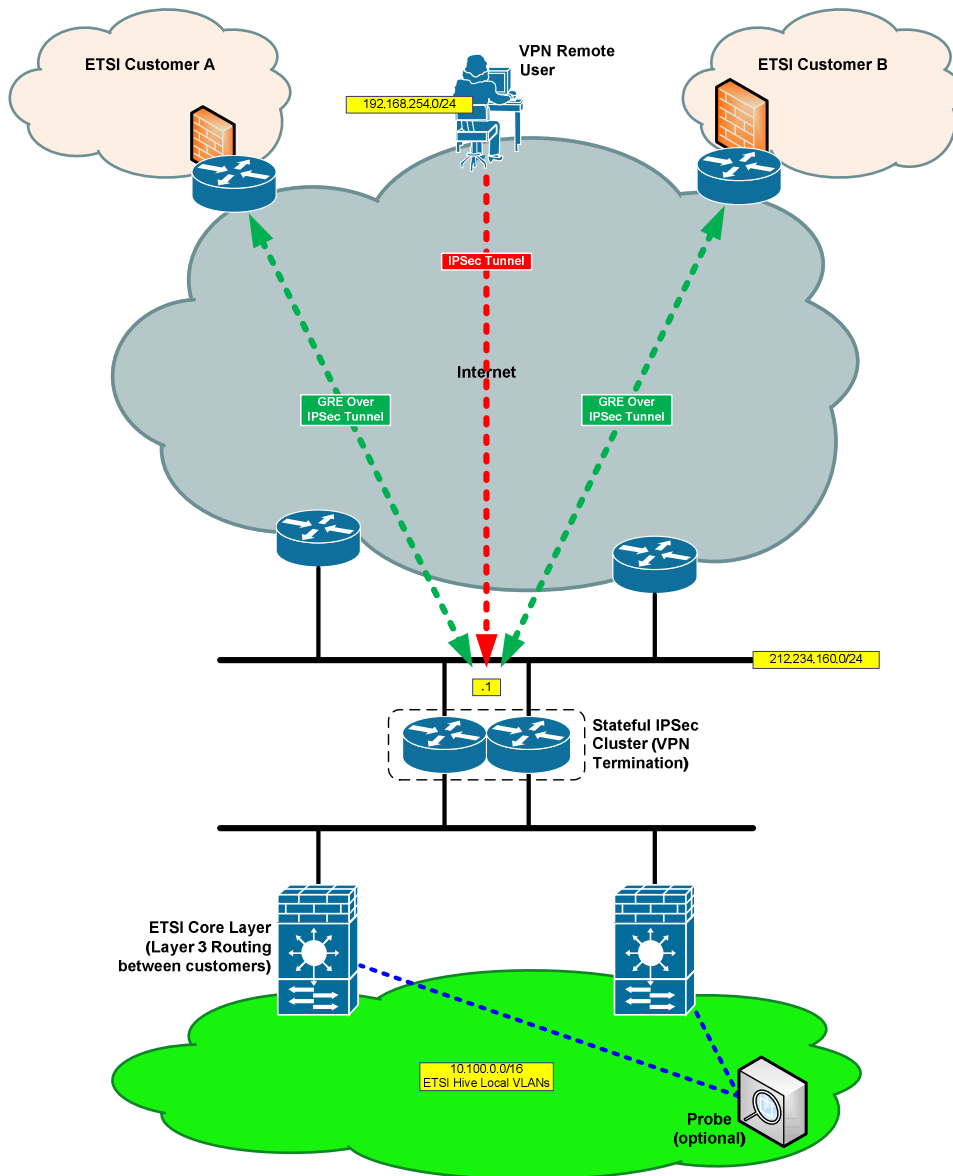 ETSI Customer A
VPN Remote
User
ETSI Customer B
192.168.254.0/24
IPSec Tunnel
Internet
GRE Over
IPSec Tunnel
GRE Over
IPSec Tunnel
212.234.160.0/24
.1
Stateful IPSec
Cluster (VPN
Termination)
ETSI Core Layer
(Layer 3 Routing
between customers)
10.100.0.0/16
ETSI Hive Local VLANs
Probe
(optional)